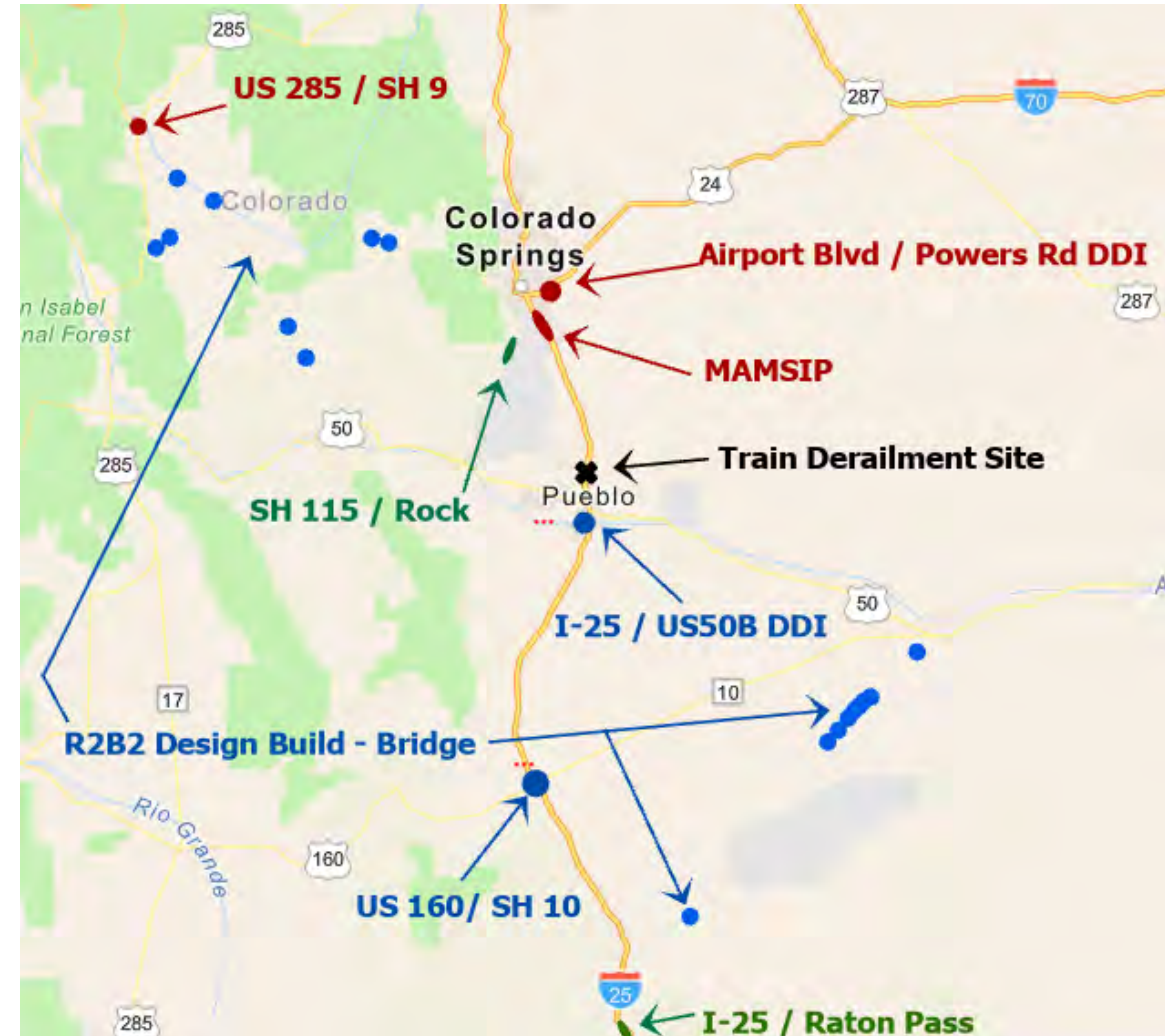 285
US 285 / SH 9
287
70
24
Colorado
Colorado
Springs
Airport Blvd / Powers Rd DDI
287
n Isabel
nal Forest
MAMSIP
50
285
Train Derailment Site
Pueblo
SH 115 / Rock
50
I-25 / US50B DDI
A
17
10
R2B2 Design Build - Bridge
Rio Grande
160
US 160/ SH 10
25
285
I-25 / Raton Pass